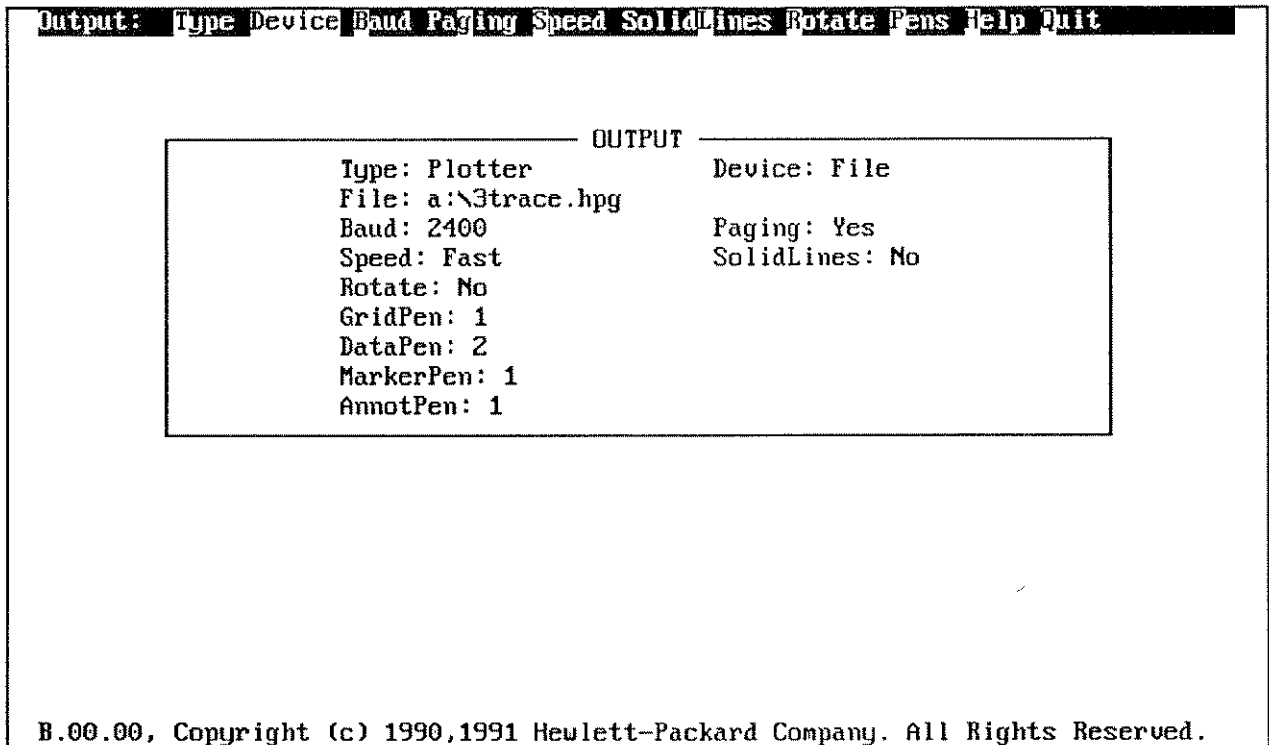 Output: Type Device Baud Paging Speed SolidLines Rotate Pens Help Quit
OUTPUT
Type: Plotter Device: File
File: a:\3trace.hpg
Baud: 2400 Paging: Yes
Speed: Fast SolidLines: No
Rotate: No
GridPen: 1
DataPen: 2
MarkerPen: 1
AnnotPen: 1
B.00.00, Copyright (c) 1990,1991 Hewlett-Packard Company. All Rights Reserved.